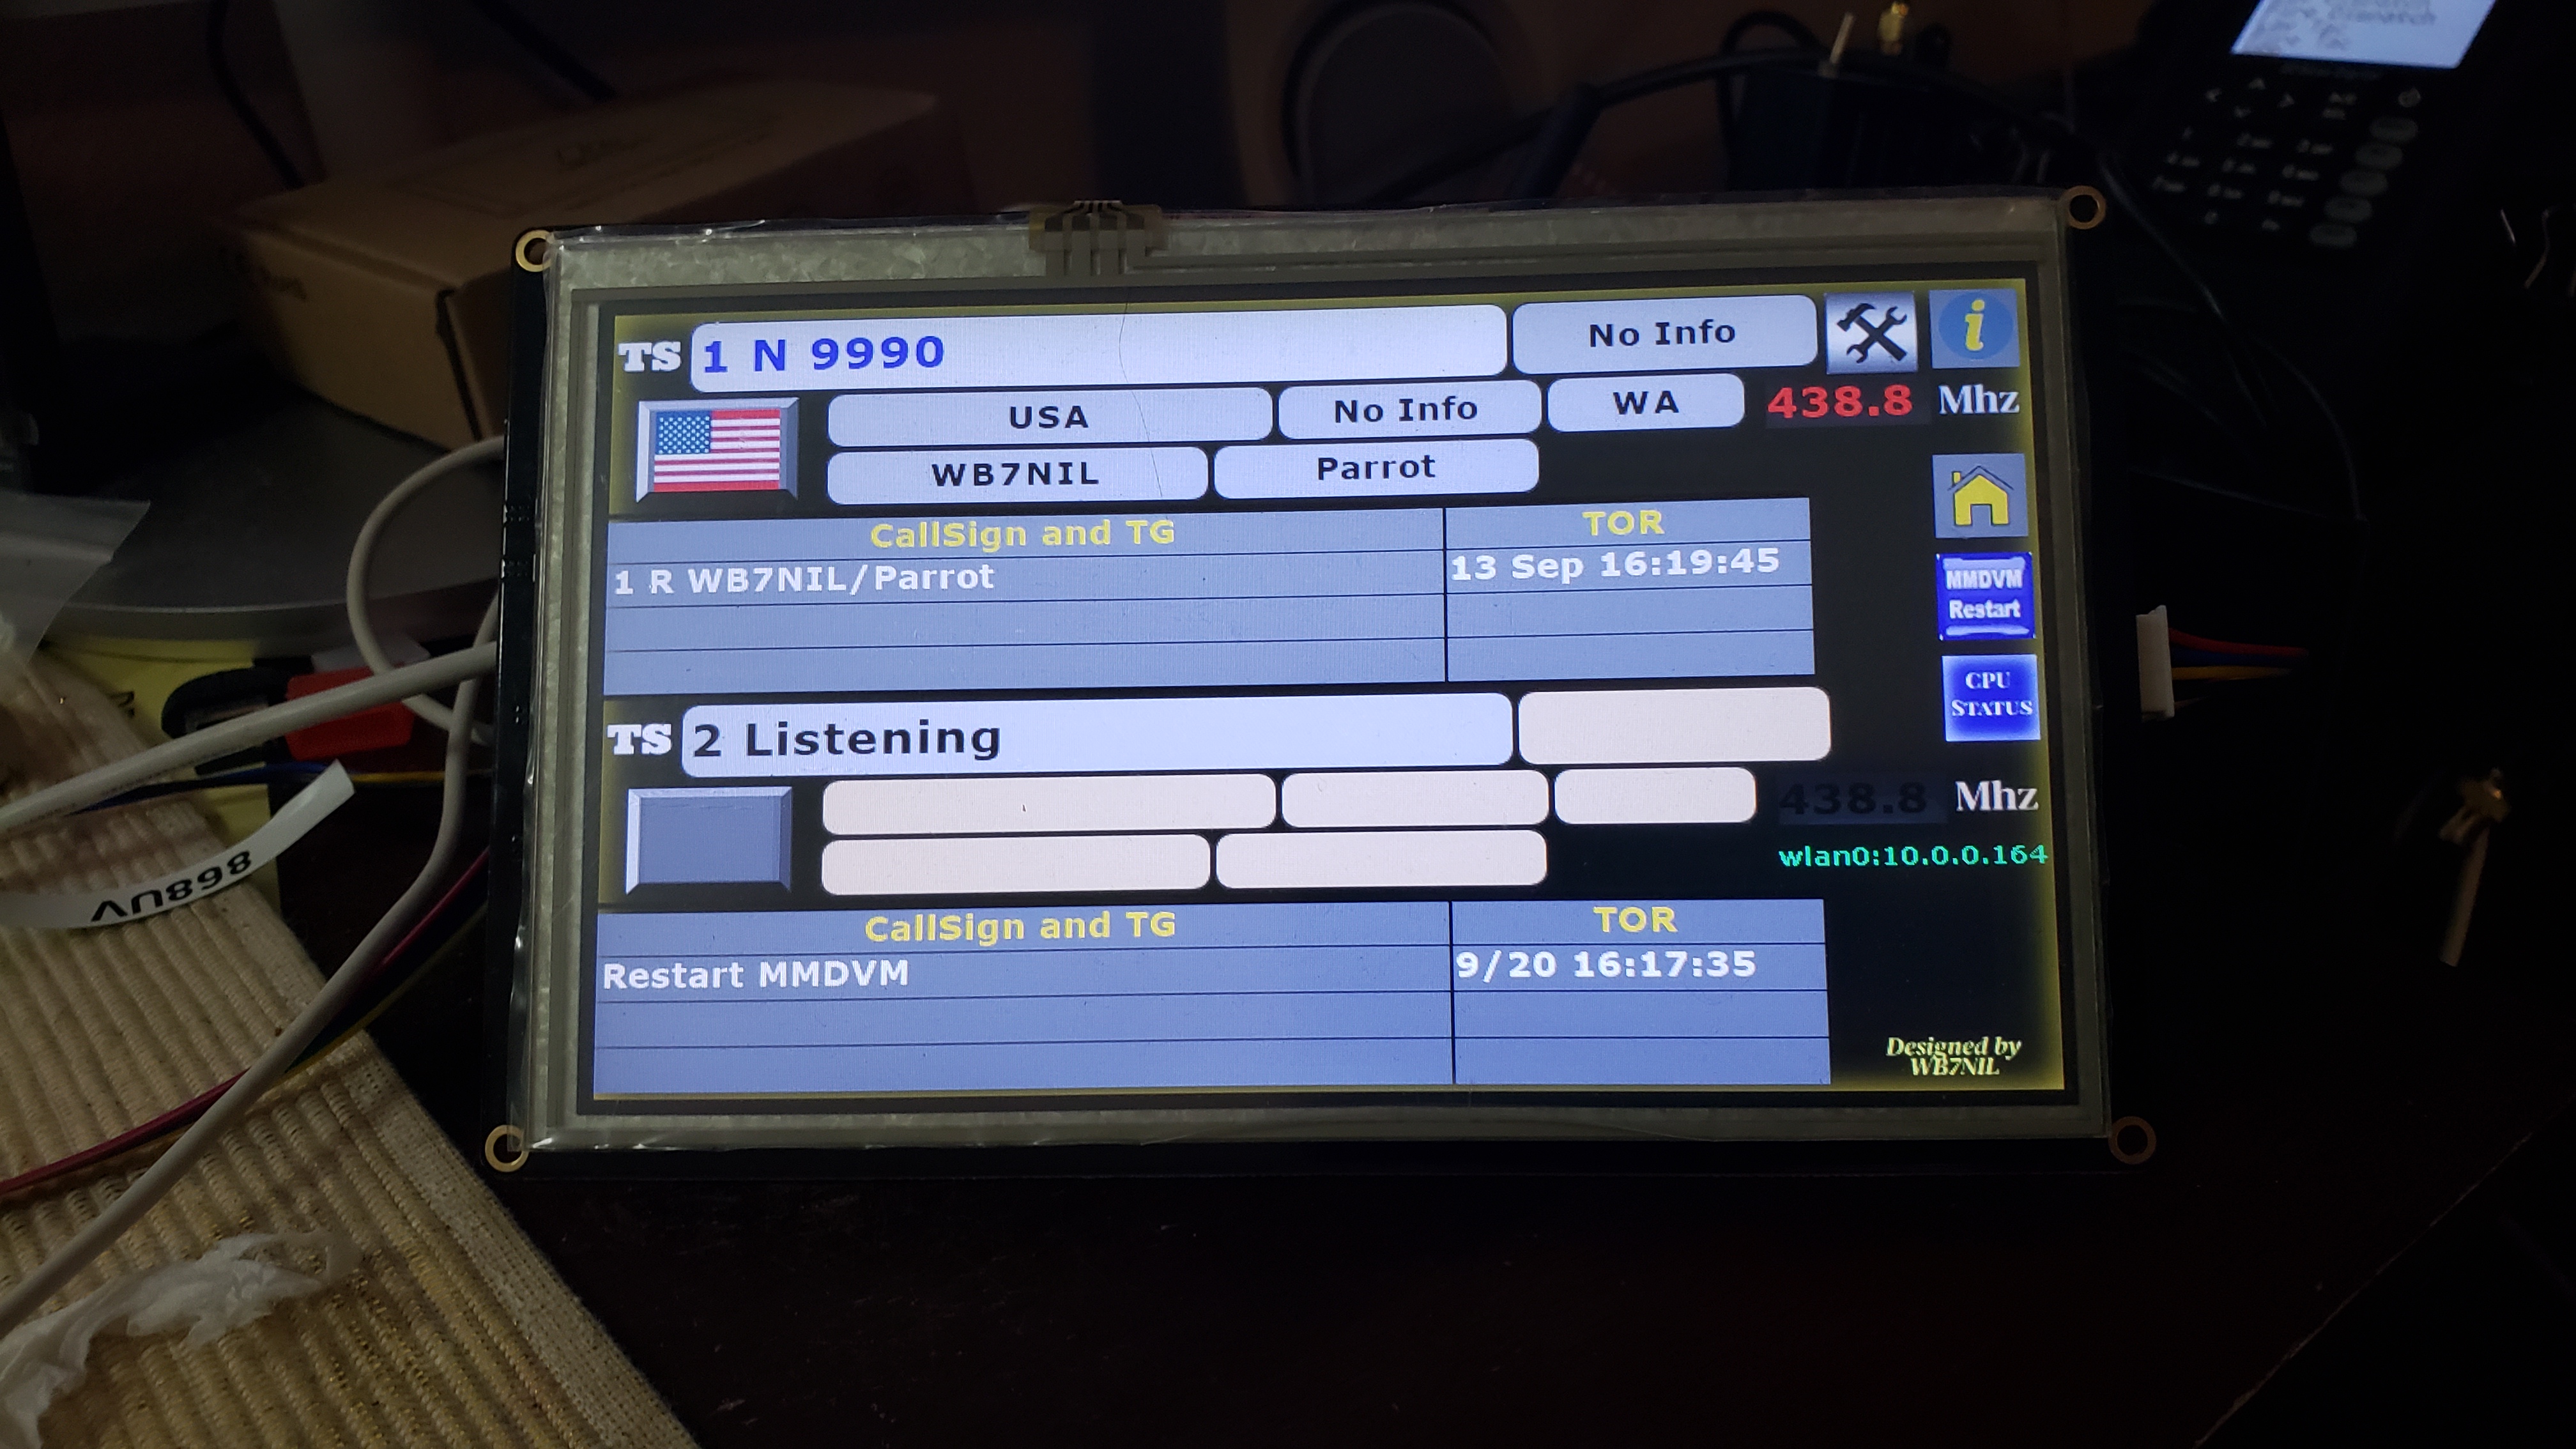 TS 1 N 9990 No Info
USA No Info WA 438.8 Mhz
WB7NIL Parrot
CallSign and TG TOR
1 R WB7NIL/Parrot 13 Sep 16:19:45
MMDVM
Restart
CPU
STATUS
TS 2 Listening
438.8 Mhz
wlan0:10.0.0.164
CallSign and TG TOR
Restart MMDVM 9/20 16:17:35
Designed by
WB7NIL
868UV